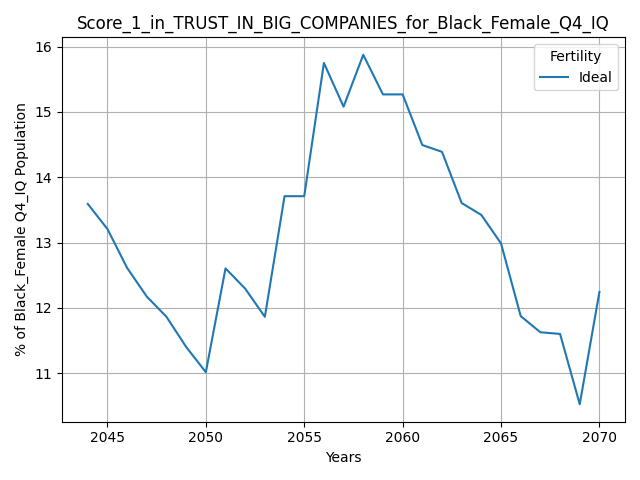 Score_1_in_TRUST_IN_BIG_COMPANIES_for_Black_Female_Q4_IQ
Fertility
Ideal
% of Black_Female Q4_IQ Population
16
15
14
13
12
11
2045 2050 2055 2060 2065 2070
Years